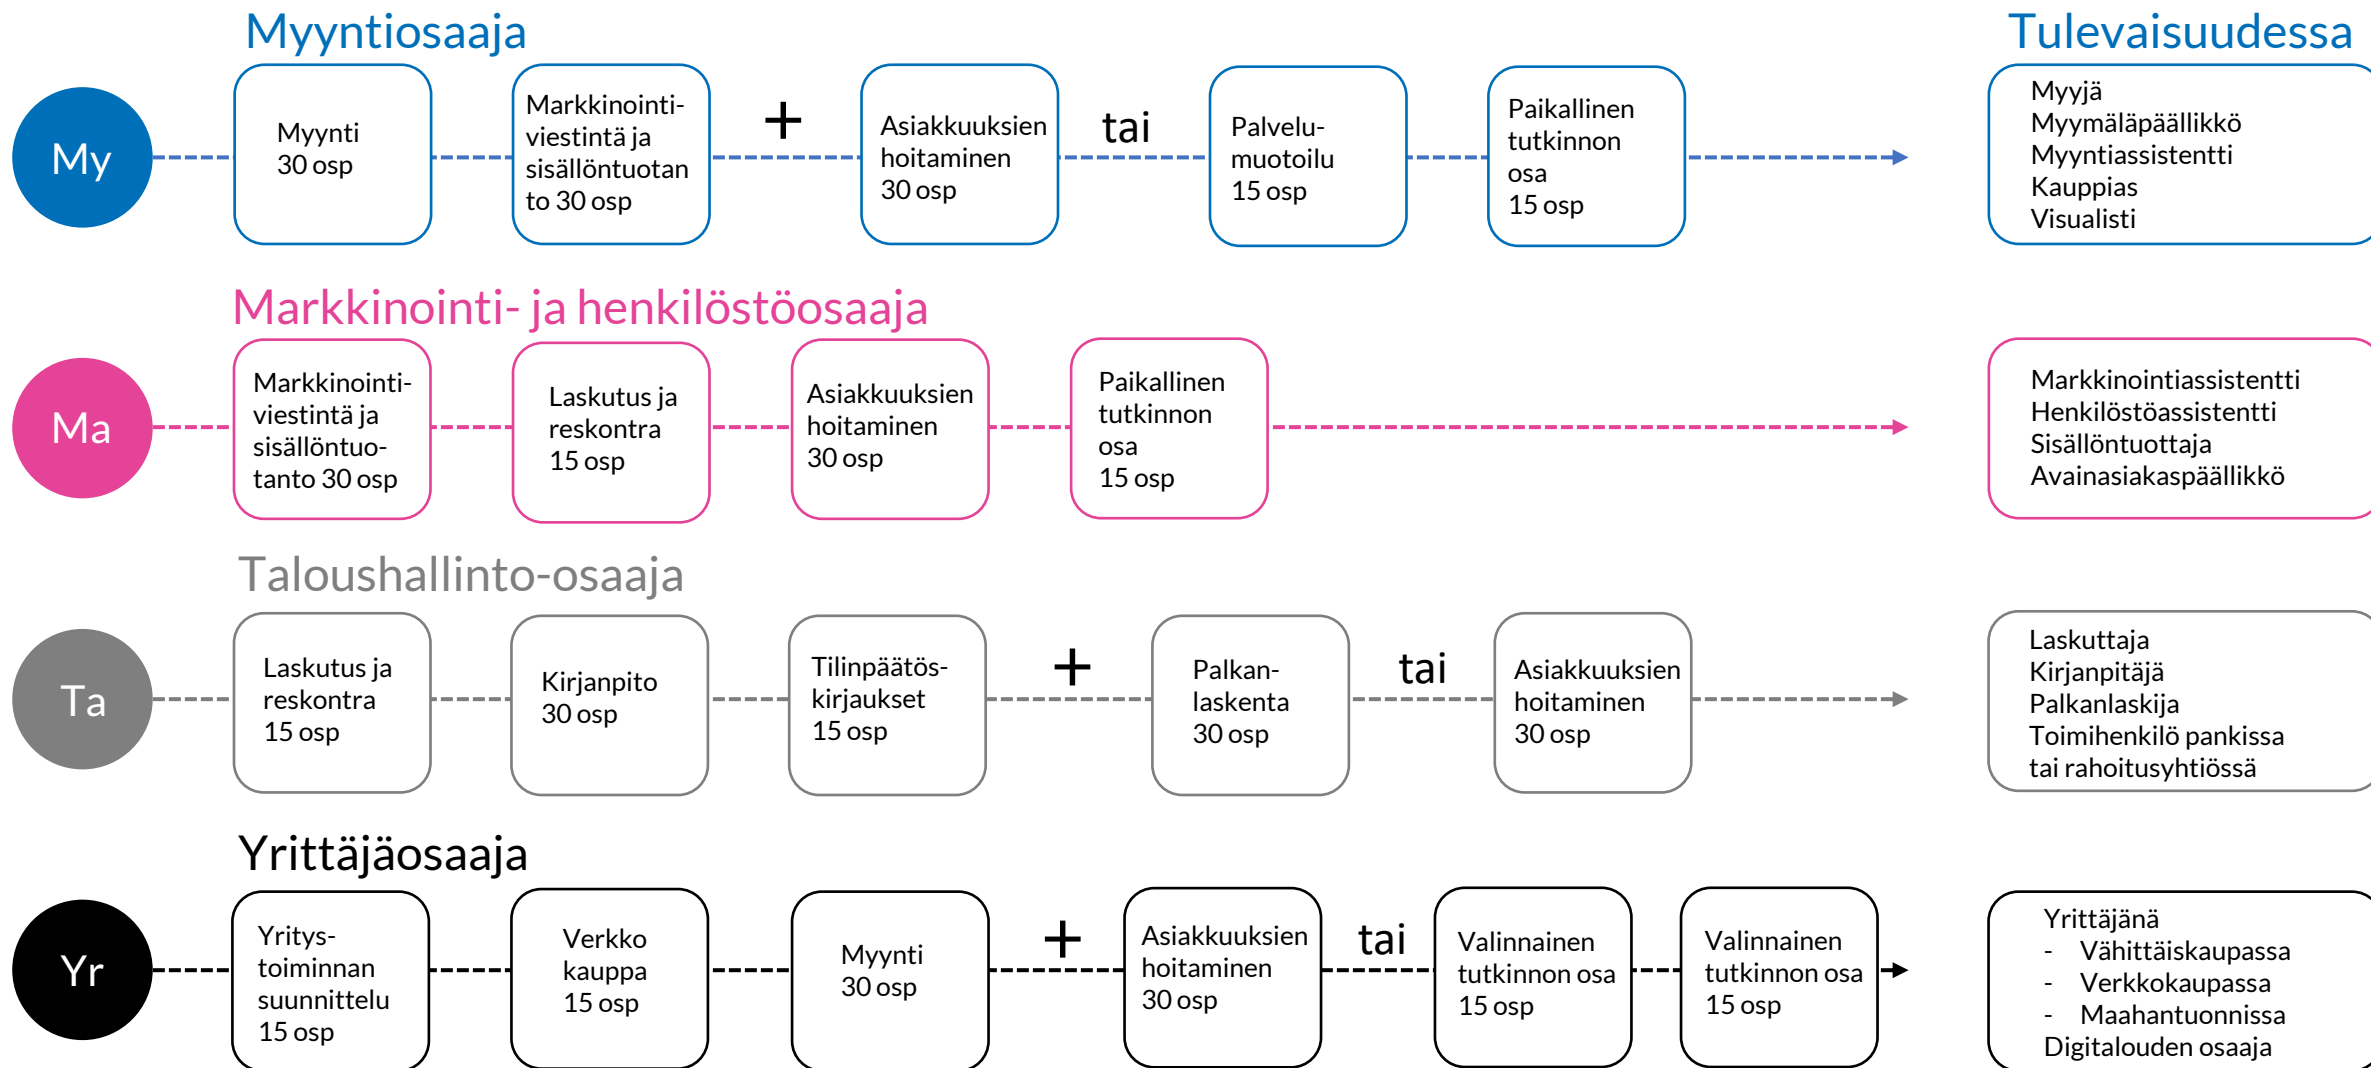 Myyntiosaaja
Tulevaisuudessa
My
Myynti
30 osp
Markkinointi-
viestintä ja
sisällöntuotan
to 30 osp
+
Asiakkuuksien
hoitaminen
30 osp
tai
Palvelu-
muotoilu
15 osp
Paikallinen
tutkinnon
osa
15 osp
Myyjä
Myymäläpäällikkö
Myyntiassistentti
Kauppias
Visualisti
Markkinointi- ja henkilöstöosaaja
Ma
Markkinointi-
viestintä ja
sisällöntuo-
tanto 30 osp
Laskutus ja
reskontra
15 osp
Asiakkuuksien
hoitaminen
30 osp
Paikallinen
tutkinnon
osa
15 osp
Markkinointiassistentti
Henkilöstöassistentti
Sisällöntuottaja
Avainasiakaspäällikkö
Taloushallinto-osaaja
Ta
Laskutus ja
reskontra
15 osp
Kirjanpito
30 osp
Tilinpäätös-
kirjaukset
15 osp
+
Palkan-
laskenta
30 osp
tai
Asiakkuuksien
hoitaminen
30 osp
Laskuttaja
Kirjanpitäjä
Palkanlaskija
Toimihenkilö pankissa
tai rahoitusyhtiössä
Yrittäjäosaaja
Yr
Yritys-
toiminnan
suunnittelu
15 osp
Verkko
kauppa
15 osp
Myynti
30 osp
+
Asiakkuuksien
hoitaminen
30 osp
tai
Valinnainen
tutkinnon osa
15 osp
Valinnainen
tutkinnon osa
15 osp
Yrittäjänä
- Vähittäiskaupassa
- Verkkokaupassa
- Maahantuonnissa
Digitalouden osaaja